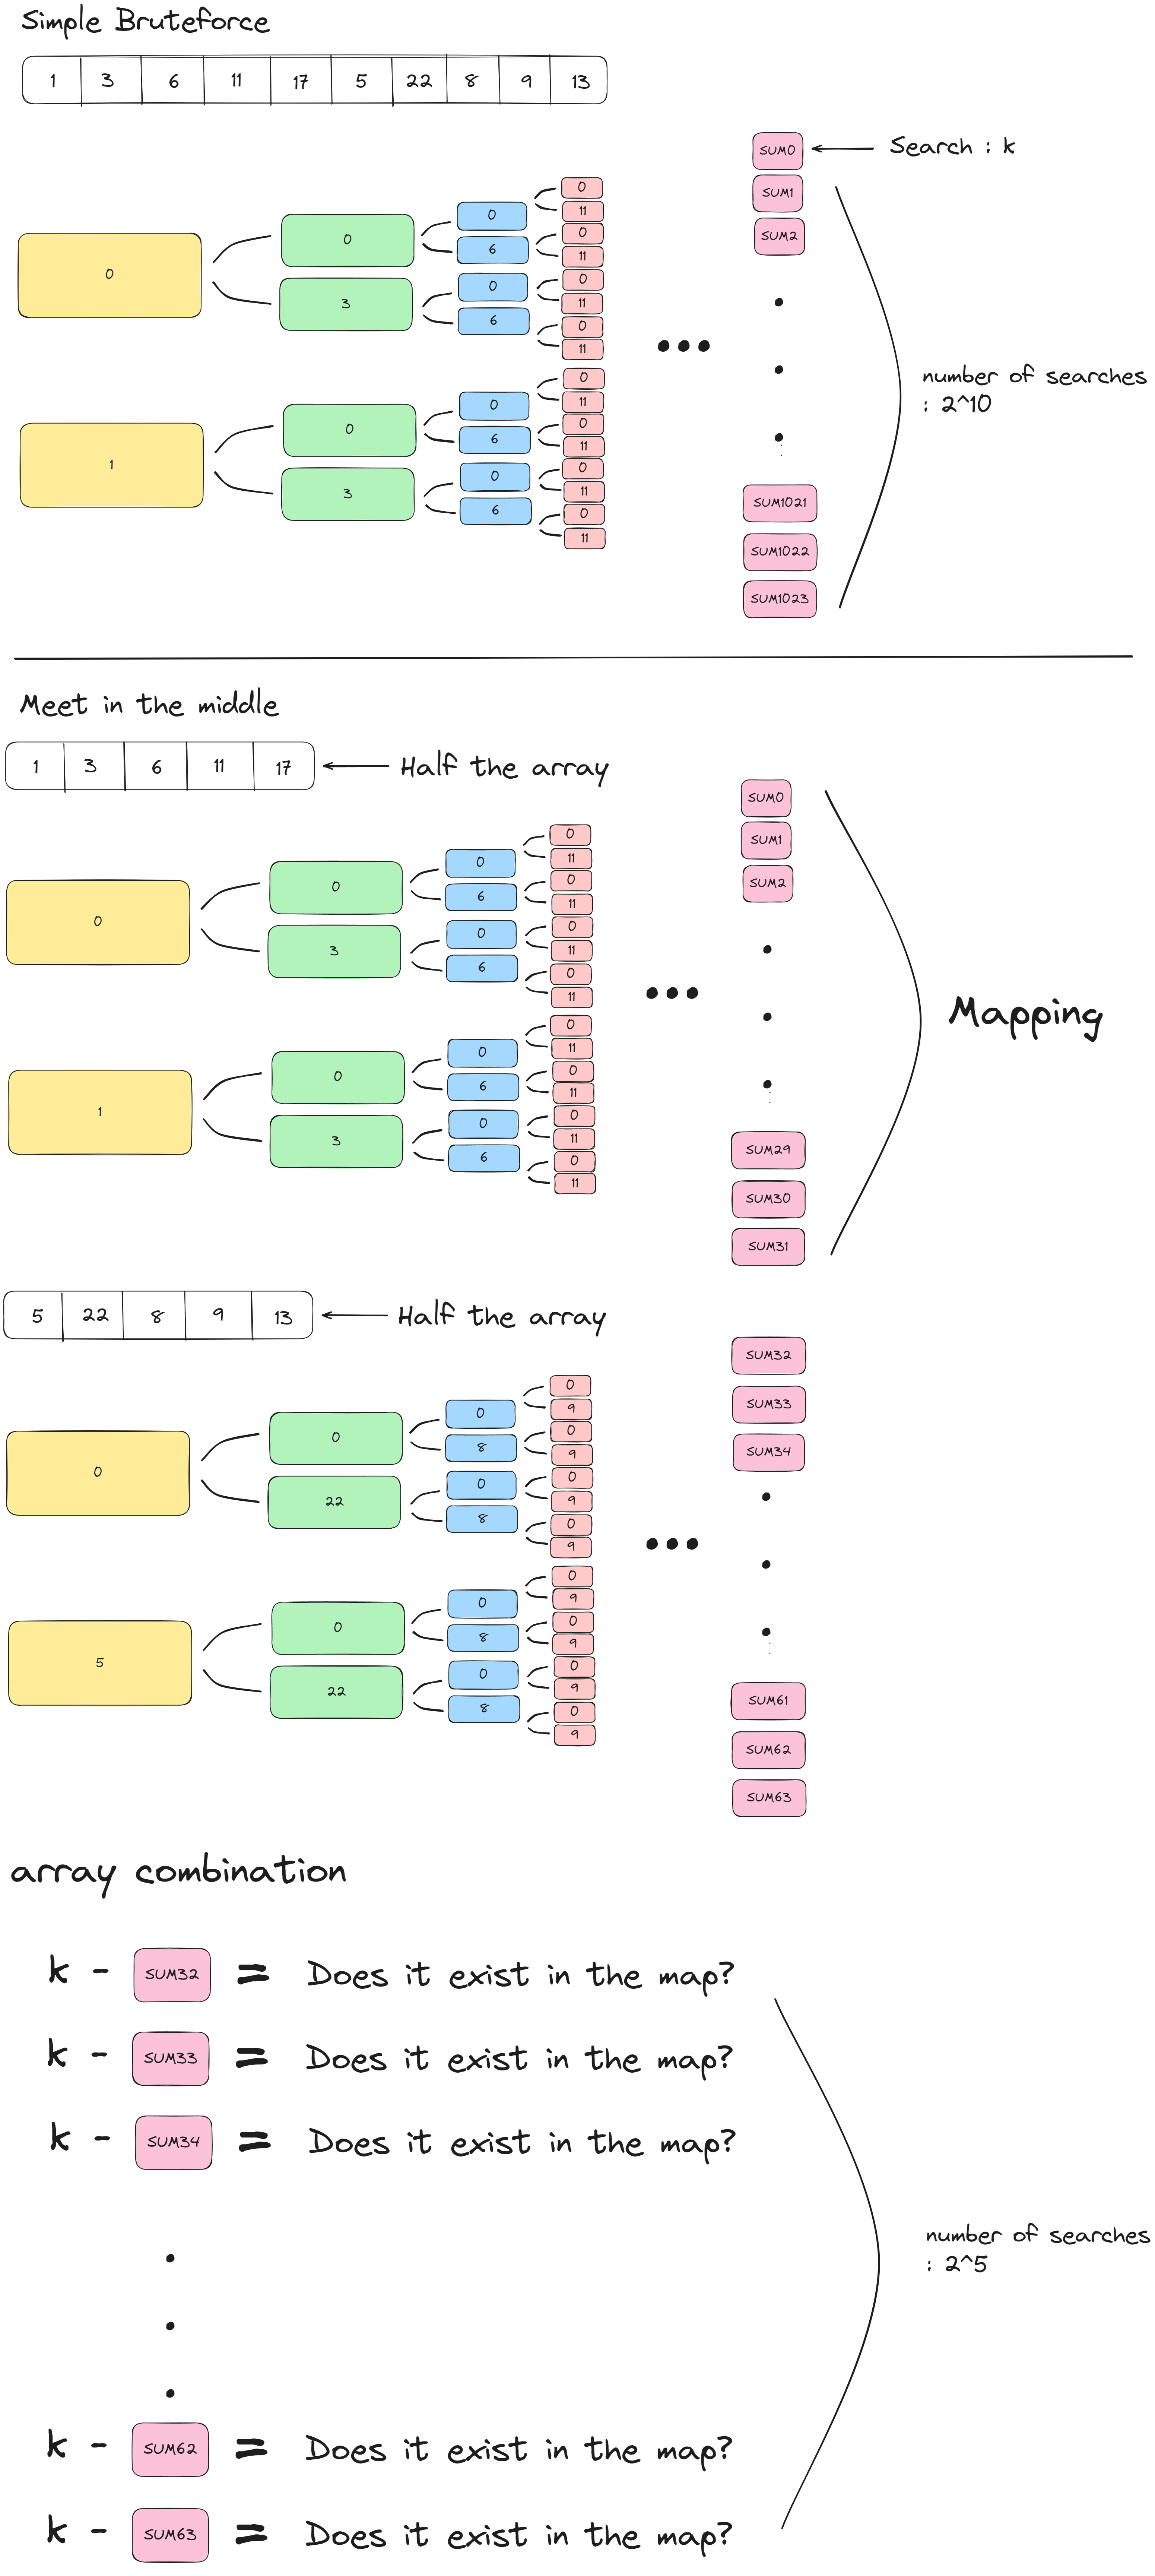 Simple Bruteforce
1 3 6 11 17 5 22 8 9 13
SUM0
Search : k
SUM1
SUM2
0
0
3
0
6
0
6
0
11
0
11
0
11
0
11
1
0
3
0
6
0
6
0
11
0
11
0
11
0
11
number of searches
: 2^10
SUM1021
SUM1022
SUM1023
Meet in the middle
1 3 6 11 17
Half the array
0
0
3
0
6
0
6
0
11
0
11
0
11
0
11
1
0
3
0
6
0
6
0
11
0
11
0
11
0
11
SUM0
SUM1
SUM2
SUM29
SUM30
SUM31
Mapping
5 22 8 9 13
Half the array
0
0
22
0
8
0
8
0
9
0
9
0
9
0
9
5
0
22
0
8
0
8
0
9
0
9
0
9
0
9
SUM32
SUM33
SUM34
SUM61
SUM62
SUM63
array combination
k - SUM32 = Does it exist in the map?
k - SUM33 = Does it exist in the map?
k - SUM34 = Does it exist in the map?
number of searches
: 2^5
k - SUM62 = Does it exist in the map?
k - SUM63 = Does it exist in the map?